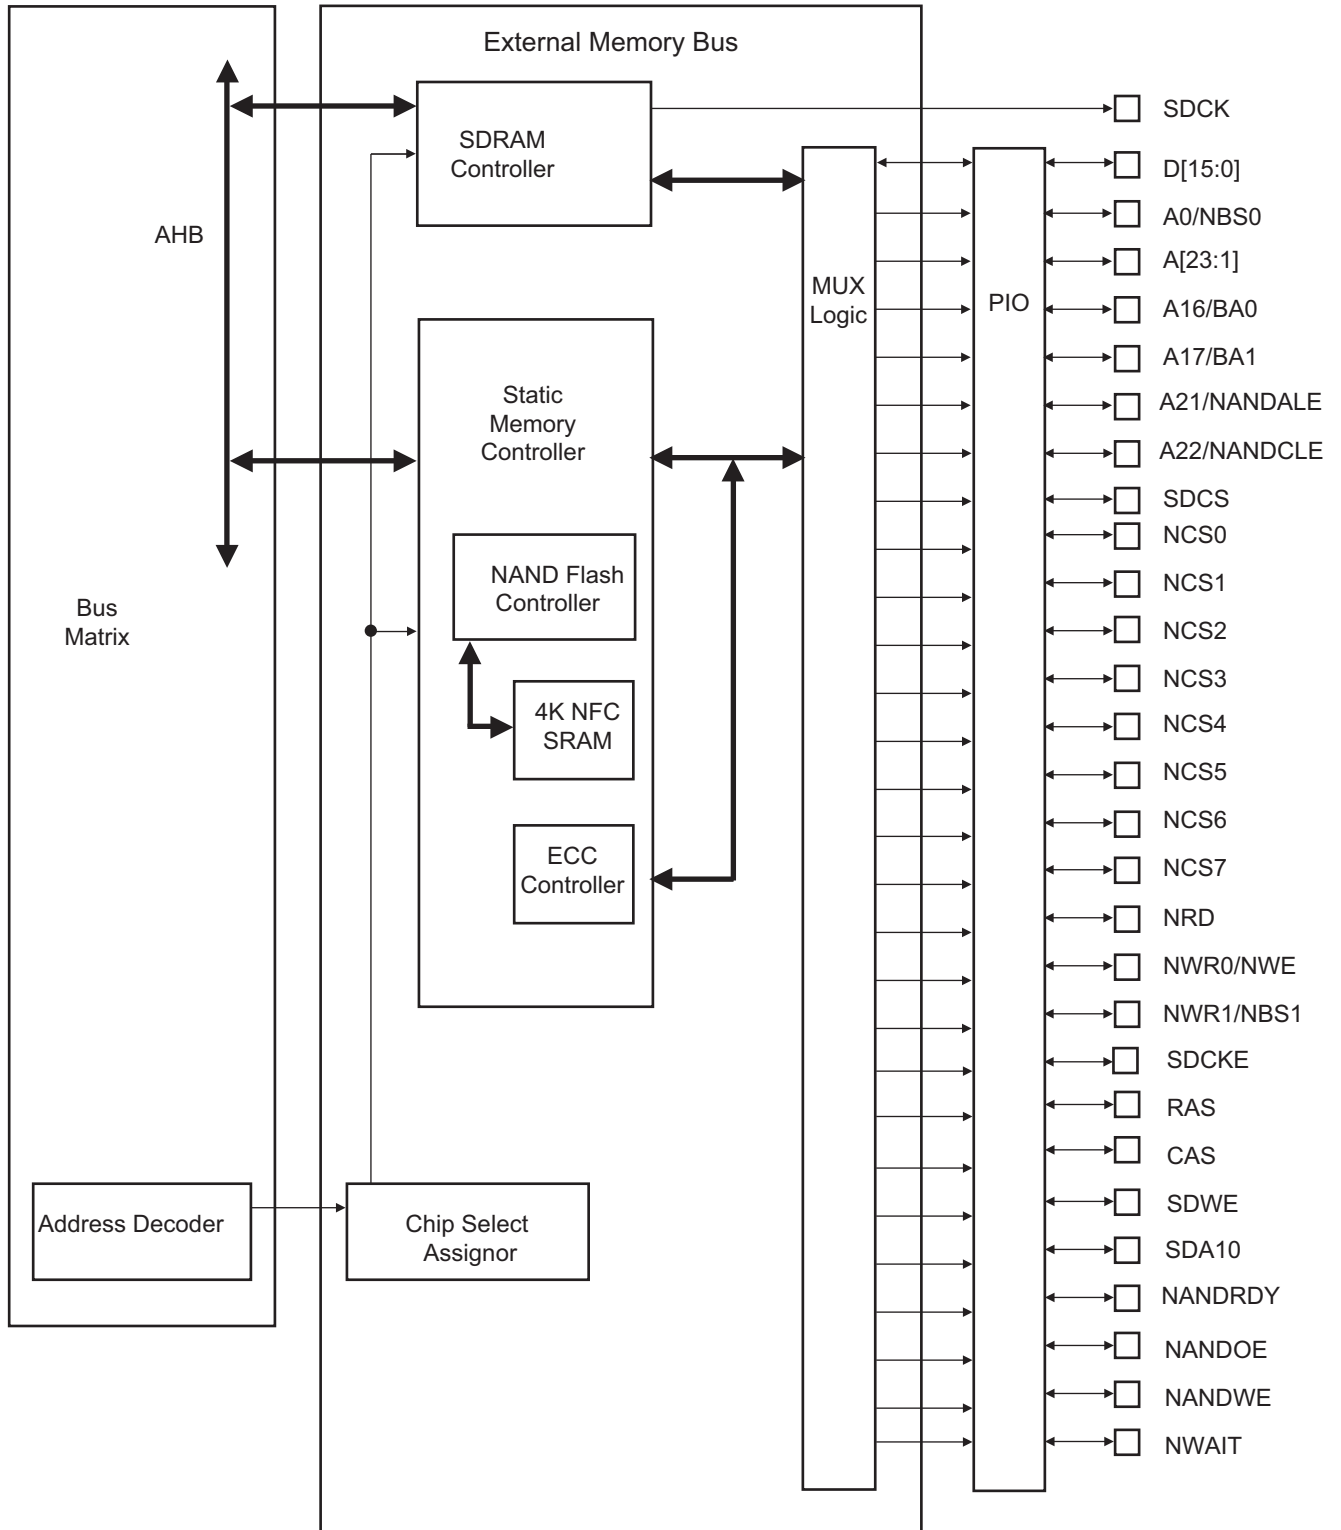 External Memory Bus
SDRAM
Controller
AHB
MUX
Logic
PIO
Static
Memory
Controller
NAND Flash
Controller
Bus
Matrix
4K NFC
SRAM
ECC
Controller
Address Decoder
Chip Select
Assignor
SDCK
D[15:0]
A0/NBS0
A[23:1]
A16/BA0
A17/BA1
A21/NANDALE
A22/NANDCLE
SDCS
NCS0
NCS1
NCS2
NCS3
NCS4
NCS5
NCS6
NCS7
NRD
NWR0/NWE
NWR1/NBS1
SDCKE
RAS
CAS
SDWE
SDA10
NANDRDY
NANDOE
NANDWE
NWAIT